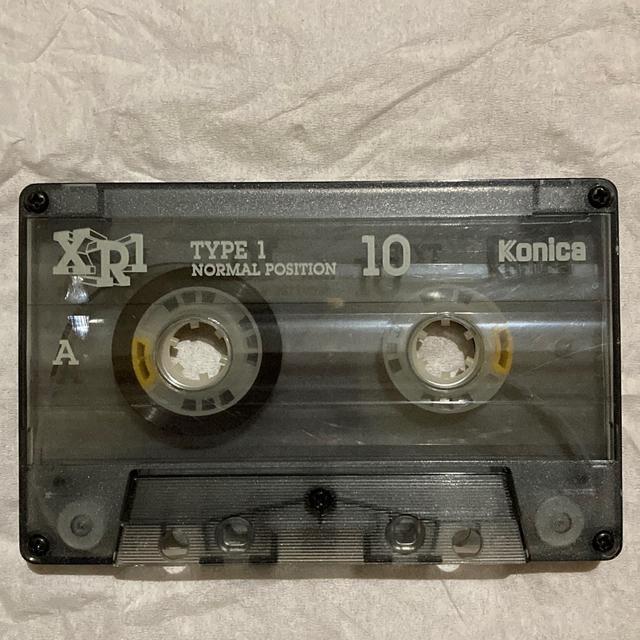 XR1
TYPE 1
NORMAL POSITION
10
Konica
A